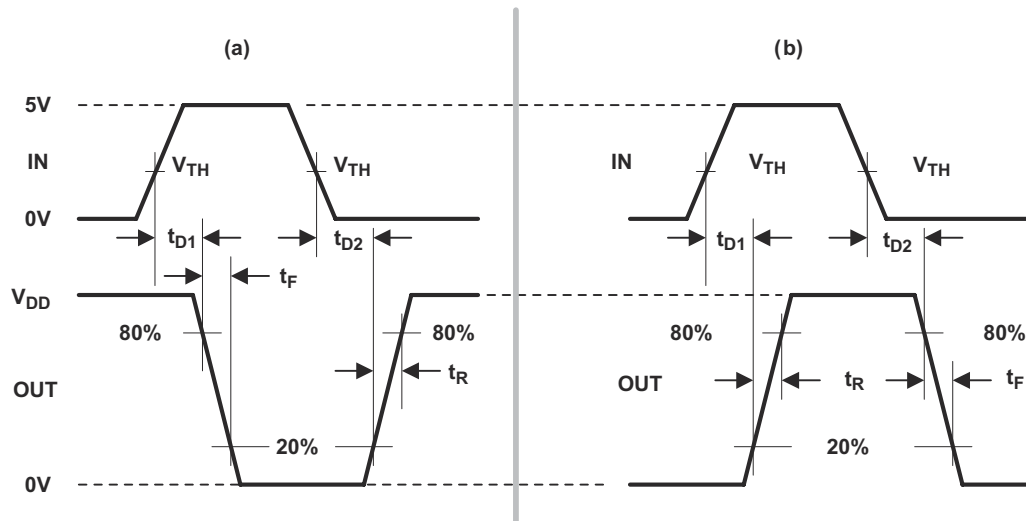 (a)
5V
IN
V_TH
V_TH
0V
t_D1
t_D2
t_F
V_DD
80%
80%
OUT
t_R
20%
0V
(b)
IN
V_TH
V_TH
t_D1
t_D2
80%
80%
OUT
t_R
t_F
20%